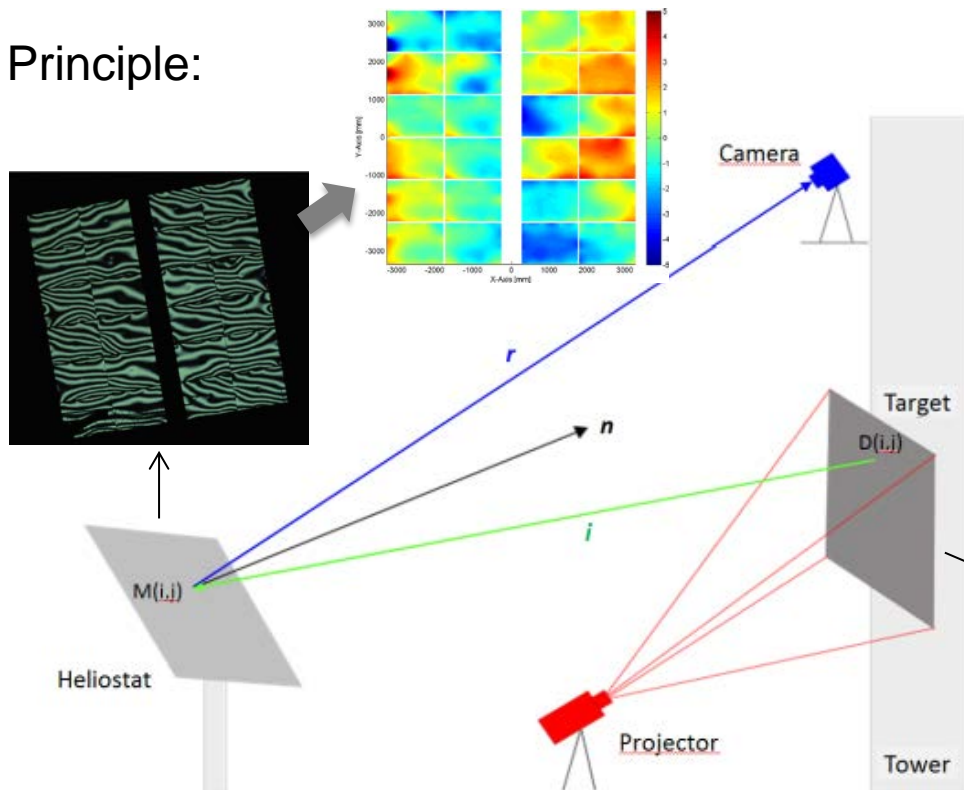 Principle:
3000
2000
1000
0
-1000
-2000
-3000
Y-Axis [mm]
-3000
-2000
-1000
0
1000
2000
3000
X-Axis [mm]
5
4
3
2
1
0
-1
-2
-3
-4
Camera
r
n
Target
D(i,j)
i
M(i,j)
Heliostat
Projector
Tower